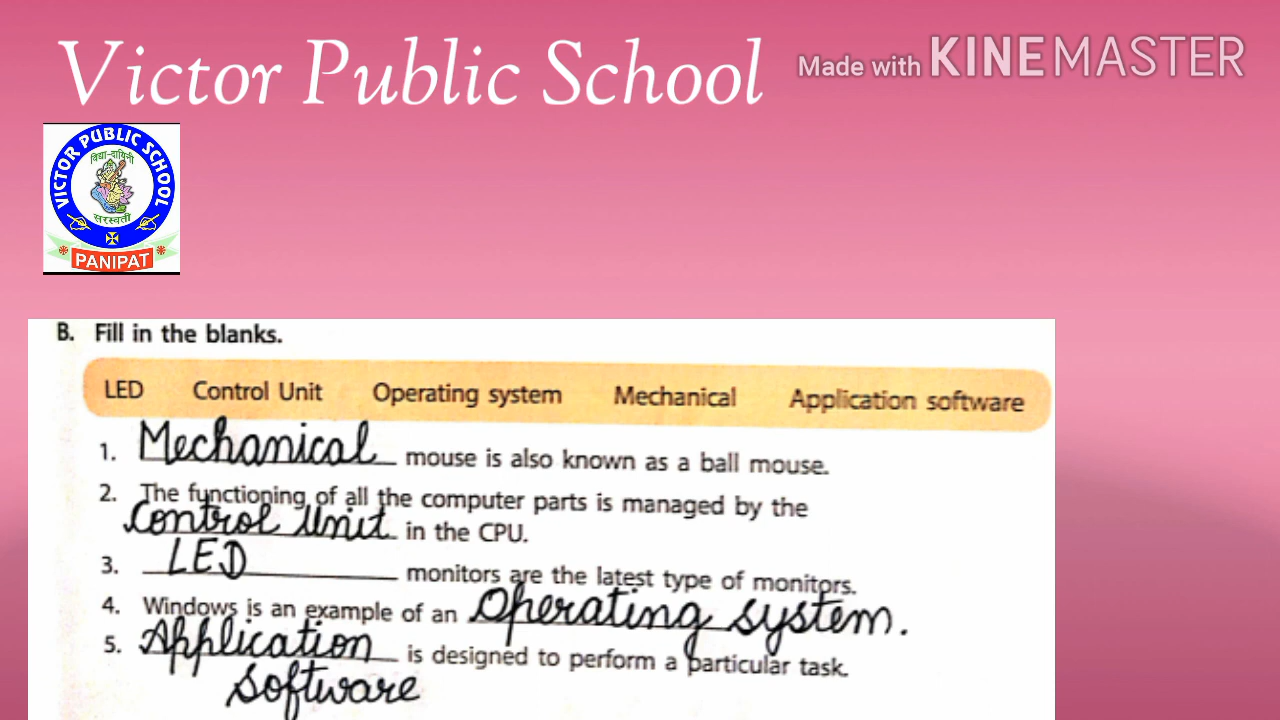 Victor Public School
Made with KINEMASTER
VICTOR PUBLIC SCHOOL
विद्या-दायिनी
सरस्वती
PANIPAT
B. Fill in the blanks.
LED Control Unit Operating system Mechanical Application software
1. Mechanical mouse is also known as a ball mouse.
2. The functioning of all the computer parts is managed by the
Control Unit in the CPU.
3. LED monitors are the latest type of monitors.
4. Windows is an example of an Operating system.
5. Application is designed to perform a particular task.
Software